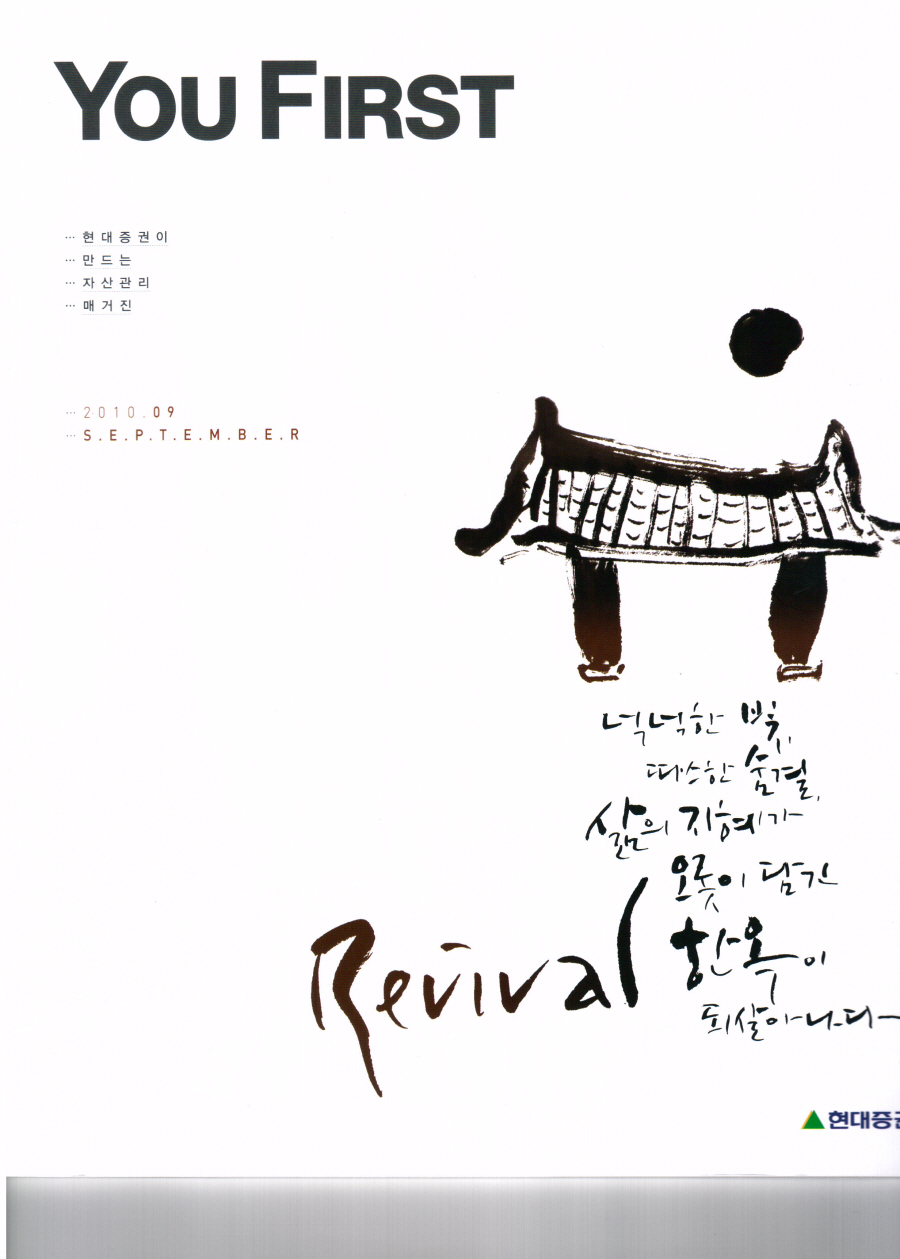 YOU FIRST
··· 현대증권이
··· 만드는
··· 자산관리
··· 매거진
··· 2010.09
··· S.E.P.T.E.M.B.E.R
넉넉한 빛,
따스한 숨결,
삶의 지혜가
오롯이 담긴
한옥이
되살아나다
Revival
현대증권